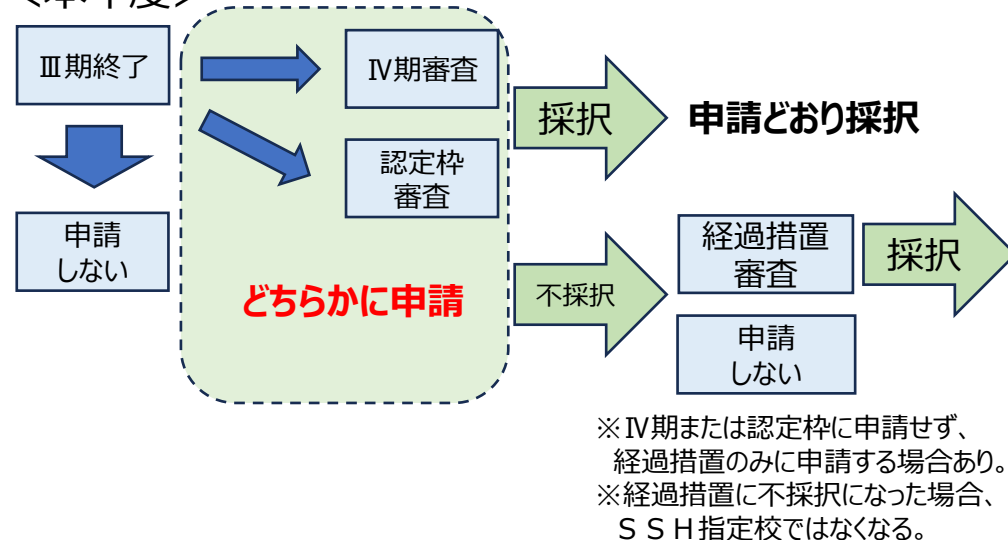 ＜本年度＞
Ⅲ期終了
Ⅳ期審査
採択
申請どおり採択
認定枠
審査
申請
しない
どちらかに申請
不採択
経過措置
審査
採択
申請
しない
※Ⅳ期または認定枠に申請せず、
経過措置のみに申請する場合あり。
※経過措置に不採択になった場合、
ＳＳＨ指定校ではなくなる。